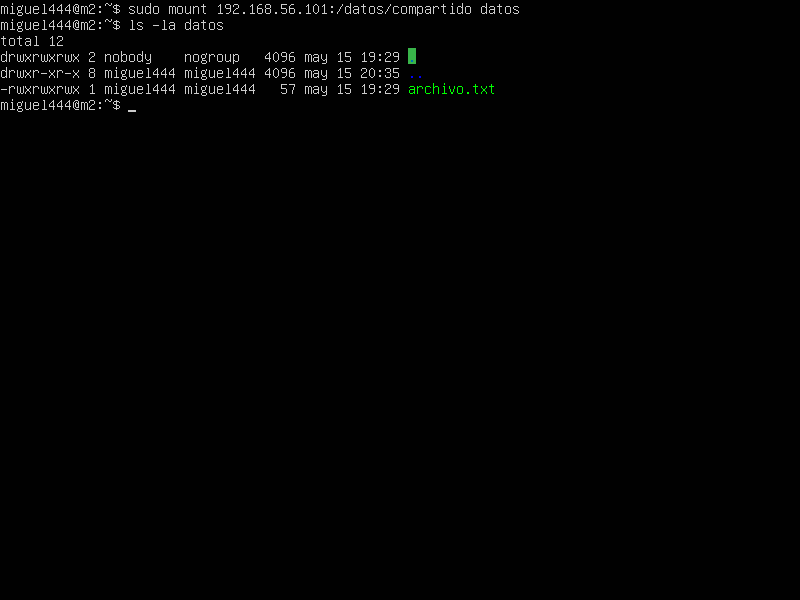 miguel444@m2:~$ sudo mount 192.168.56.101:/datos/compartido datos
miguel444@m2:~$ ls -la datos
total 12
drwxrwxrwx 2 nobody    nogroup   4096 may 15 19:29 .
drwxr-xr-x 8 miguel444 miguel444 4096 may 15 20:35 ..
-rwxrwxrwx 1 miguel444 miguel444   57 may 15 19:29 archivo.txt
miguel444@m2:~$ _